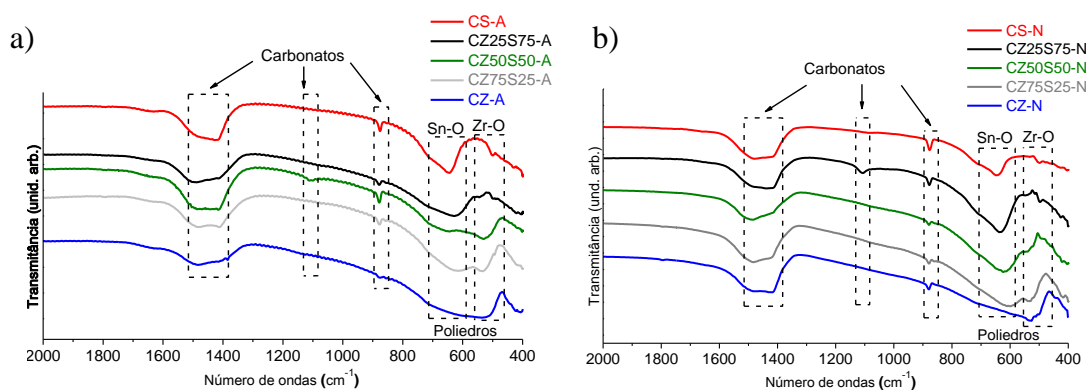 a)
CS-A
CZ25S75-A
CZ50S50-A
CZ75S25-A
CZ-A
Carbonatos
Sn-O
Zr-O
Poliedros
Transmitância (unid. arb.)
2000 1800 1600 1400 1200 1000 800 600 400
Número de ondas (cm⁻¹)
b)
CS-N
CZ25S75-N
CZ50S50-N
CZ75S25-N
CZ-N
Carbonatos
Sn-O
Zr-O
Poliedros
Transmitância (und. arb.)
2000 1800 1600 1400 1200 1000 800 600 400
Número de ondas (cm⁻¹)